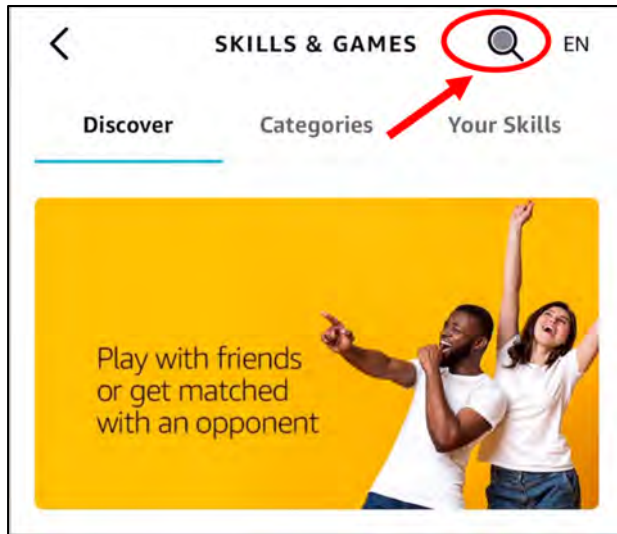 SKILLS & GAMES EN
Discover Categories Your Skills
Play with friends
or get matched
with an opponent